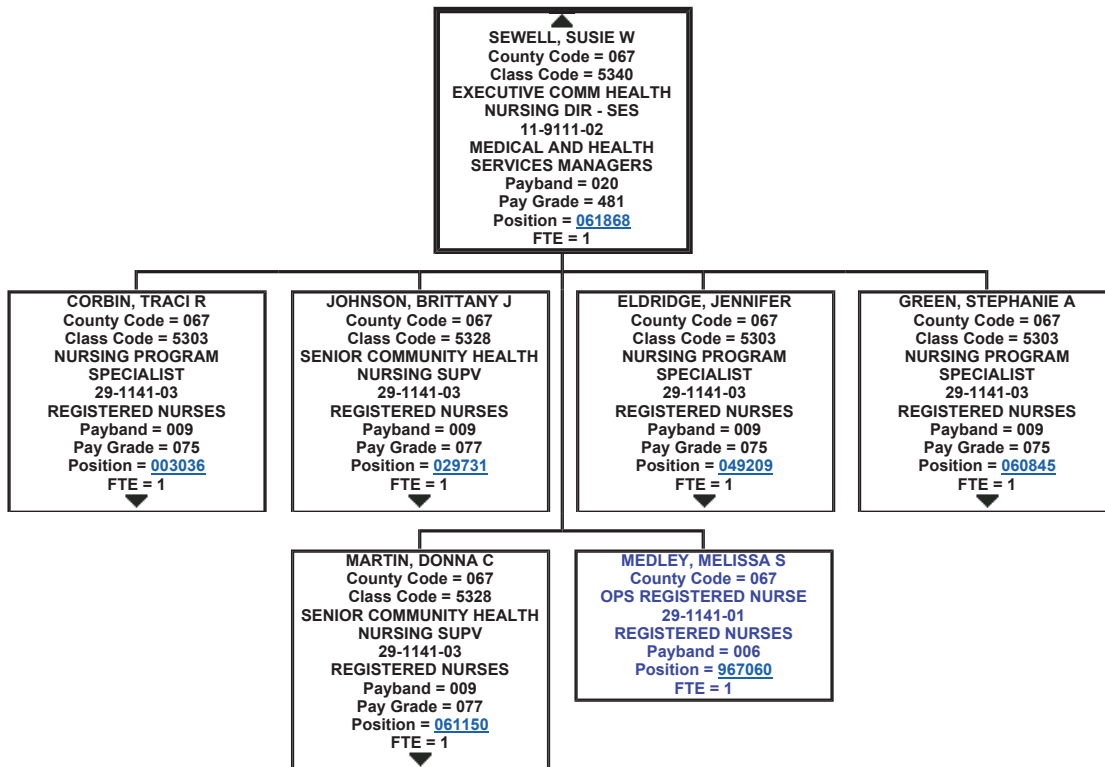 SEWELL, SUSIE W
County Code = 067
Class Code = 5340
EXECUTIVE COMM HEALTH
NURSING DIR - SES
11-9111-02
MEDICAL AND HEALTH
SERVICES MANAGERS
Payband = 020
Pay Grade = 481
Position = 061868
FTE = 1
CORBIN, TRACI R
County Code = 067
Class Code = 5303
NURSING PROGRAM
SPECIALIST
29-1141-03
REGISTERED NURSES
Payband = 009
Pay Grade = 075
Position = 003036
FTE = 1
JOHNSON, BRITTANY J
County Code = 067
Class Code = 5328
SENIOR COMMUNITY HEALTH
NURSING SUPV
29-1141-03
REGISTERED NURSES
Payband = 009
Pay Grade = 077
Position = 029731
FTE = 1
ELDRIDGE, JENNIFER
County Code = 067
Class Code = 5303
NURSING PROGRAM
SPECIALIST
29-1141-03
REGISTERED NURSES
Payband = 009
Pay Grade = 075
Position = 049209
FTE = 1
GREEN, STEPHANIE A
County Code = 067
Class Code = 5303
NURSING PROGRAM
SPECIALIST
29-1141-03
REGISTERED NURSES
Payband = 009
Pay Grade = 075
Position = 060845
FTE = 1
MARTIN, DONNA C
County Code = 067
Class Code = 5328
SENIOR COMMUNITY HEALTH
NURSING SUPV
29-1141-03
REGISTERED NURSES
Payband = 009
Pay Grade = 077
Position = 061150
FTE = 1
MEDLEY, MELISSA S
County Code = 067
OPS REGISTERED NURSE
29-1141-01
REGISTERED NURSES
Payband = 006
Position = 967060
FTE = 1